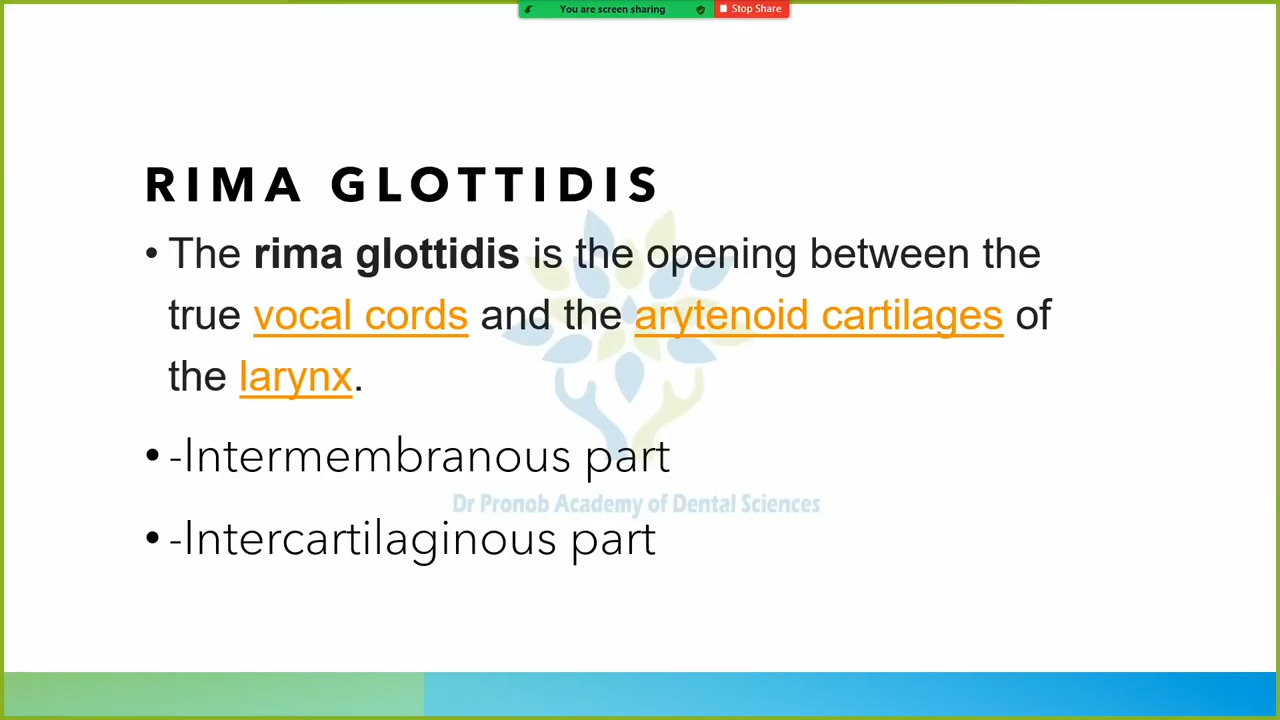 You are screen sharing
Stop Share
RIMA GLOTTIDIS
• The rima glottidis is the opening between the
true vocal cords and the arytenoid cartilages of
the larynx.
• -Intermembranous part
Dr Pronob Academy of Dental Sciences
• -Intercartilaginous part